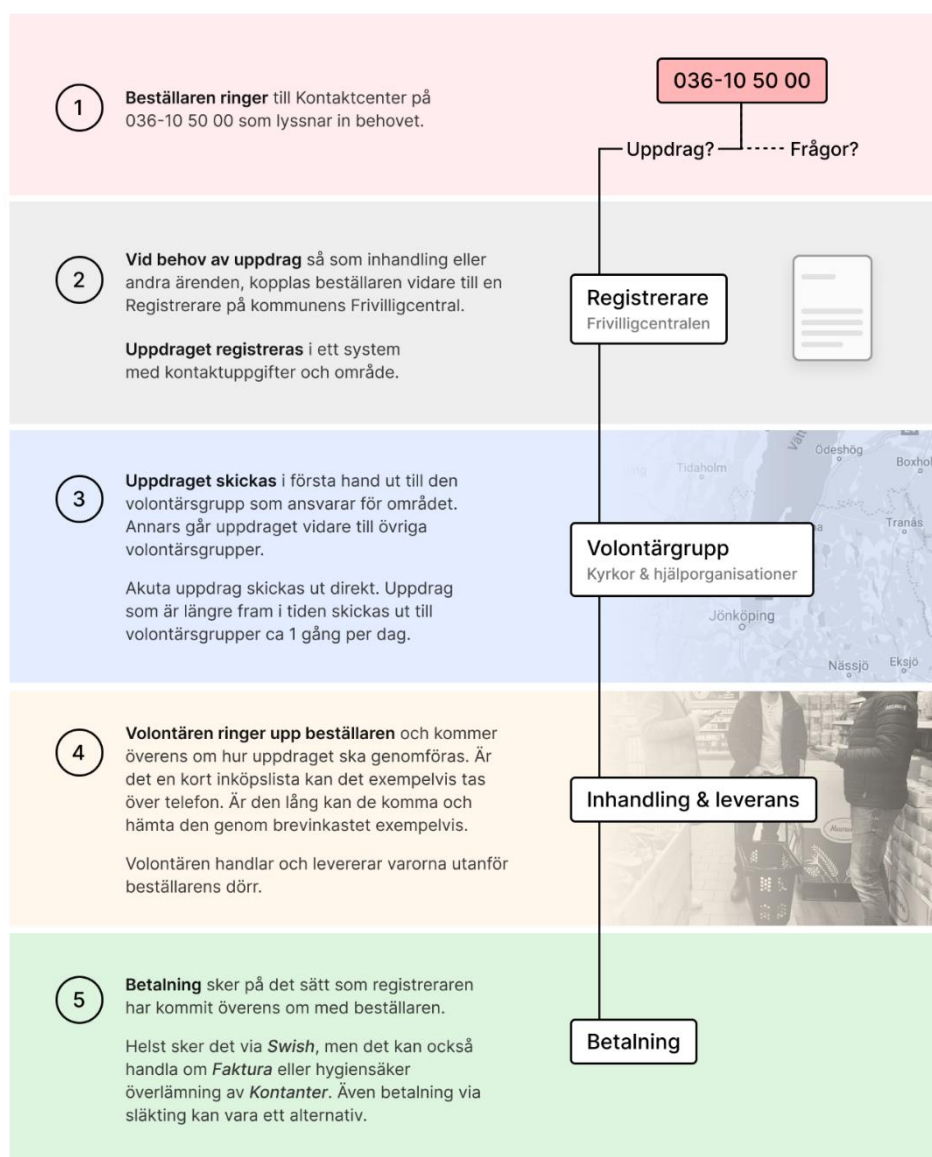 036-10 50 00
Uppdrag?
Frågor?
1
Beställaren ringer till Kontaktcenter på
036-10 50 00 som lyssnar in behovet.
2
Vid behov av uppdrag så som inhandling eller
andra ärenden, kopplas beställaren vidare till en
Registrerare på kommunens Frivilligcentral.
Uppdraget registreras i ett system
med kontaktuppgifter och område.
Registrerare
Frivilligcentralen
3
Uppdraget skickas i första hand ut till den
volontärsgrupp som ansvarar för området.
Annars går uppdraget vidare till övriga
volontärsgrupper.
Akuta uppdrag skickas ut direkt. Uppdrag
som är längre fram i tiden skickas ut till
volontärsgrupper ca 1 gång per dag.
Tidaholm
Vätt
Ödeshög
Boxhol
Tranås
Volontärgrupp
Kyrkor & hjälporganisationer
Jönköping
Nässjö
Eksjö
4
Volontären ringer upp beställaren och kommer
överens om hur uppdraget ska genomföras. Är
det en kort inköpslista kan det exempelvis tas
över telefon. Är den lång kan de komma och
hämta den genom brevinkastet exempelvis.
Volontären handlar och levererar varorna utanför
beställarens dörr.
Inhandling & leverans
5
Betalning sker på det sätt som registreraren
har kommit överens om med beställaren.
Helst sker det via Swish, men det kan också
handla om Faktura eller hygiensäker
överlämning av Kontanter. Även betalning via
släkting kan vara ett alternativ.
Betalning